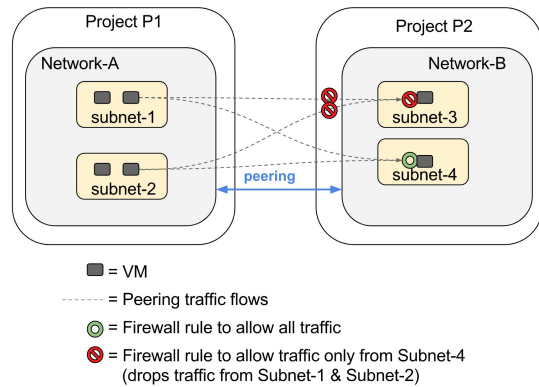 Project P1
Project P2
Network-A
Network-B
subnet-1
subnet-3
subnet-2
subnet-4
peering
= VM
= Peering traffic flows
= Firewall rule to allow all traffic
= Firewall rule to allow traffic only from Subnet-4
(drops traffic from Subnet-1 & Subnet-2)